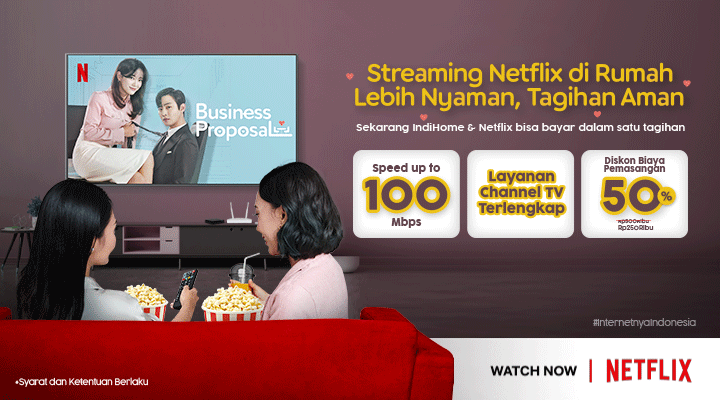 N
Business
Proposal
Streaming Netflix di Rumah
Lebih Nyaman, Tagihan Aman
Sekarang IndiHome & Netflix bisa bayar dalam satu tagihan
Speed up to
100
Mbps
Layanan
Channel TV
Terlengkap
Diskon Biaya
Pemasangan
50%
Rp500Ribu
Rp250Ribu
#InternetnyaIndonesia
*Syarat dan Ketentuan Berlaku
WATCH NOW | NETFLIX